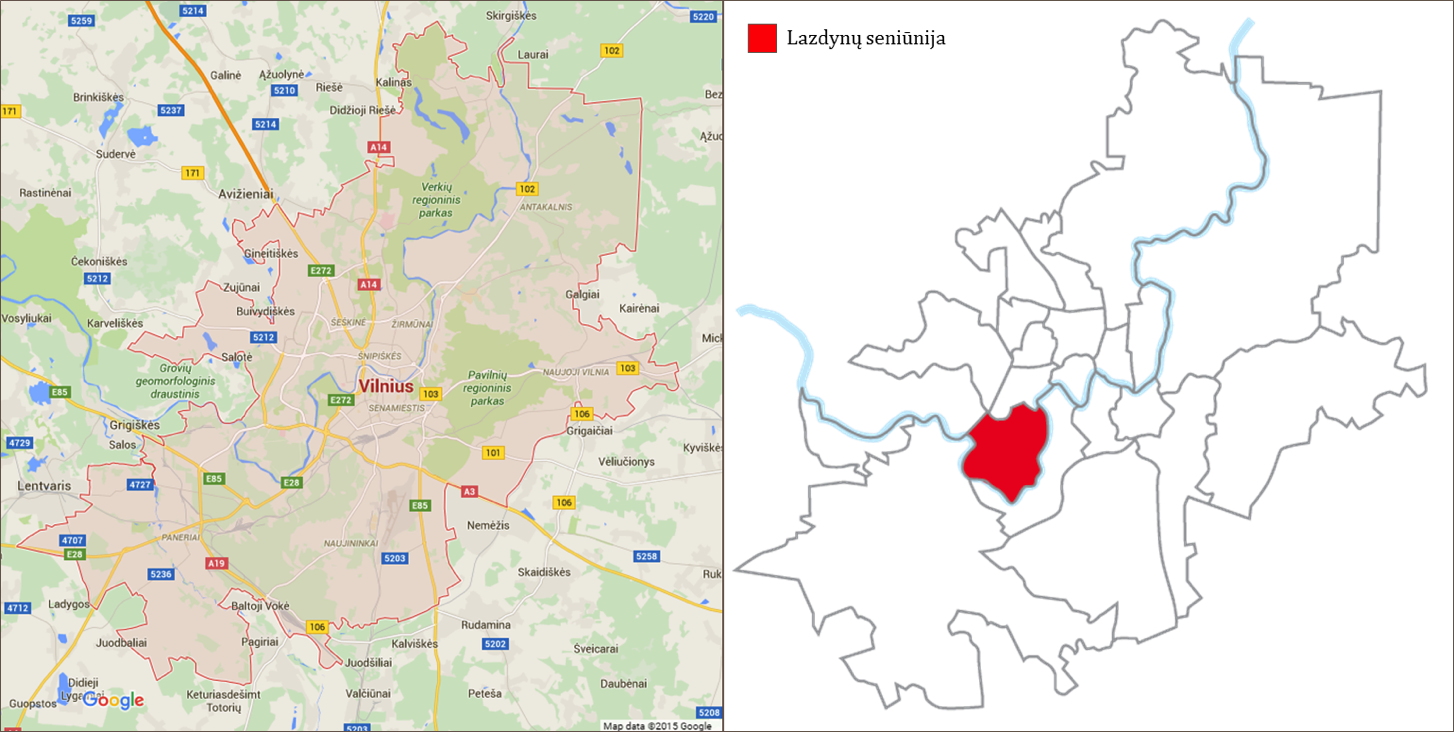 5214
Skirgiškės
5220
5259
Laurai
102
Galinė
Ąžuolynė
Riešė
Kalinas
5210
Brinkiškės
Bez
171
5237
5214
Didžioji Riešė
Ąžuo
A14
Sudervė
171
Verkių
regioninis
parkas
102
Rastinėnai
Avižieniai
ANTAKALNIS
Gineitiškės
Čekoniškės
E272
5212
Zujūnai
A14
Galgiai
Kairėnai
Buivydiškės
Vosyliukai
Karveliškės
ŠEŠKINĖ
ŽIRMŪNAI
5212
Mick
Salotė
ŠNIPIŠKĖS
Grovių
geomorfologinis
draustinis
NAUJOJI VILNIA
103
Pavilnių
regioninis
parkas
Vilnius
E85
E272
103
SENAMIESTIS
106
Grigiškės
Grigaičiai
4729
Salos
Kyviškės
101
Vėliučionys
Lentvaris
4727
E85
E28
A3
E85
106
Nemėžis
4707
PANERIAI
E28
NAUJININKAI
5203
5258
A19
5236
Skaidiškės
Ruk
4712
Ladygos
Baltoji Vokė
106
Rudamina
Juodbaliai
Pagiriai
Kalviškės
5202
Šveicarai
Juodšiliai
Didieji
Lygainiai
Google
Keturiasdešimt
Totorių
Valčiūnai
Peteša
Daubėnai
Guopstos
5208
5203
Map data ©2015 Google
Lazdynų seniūnija